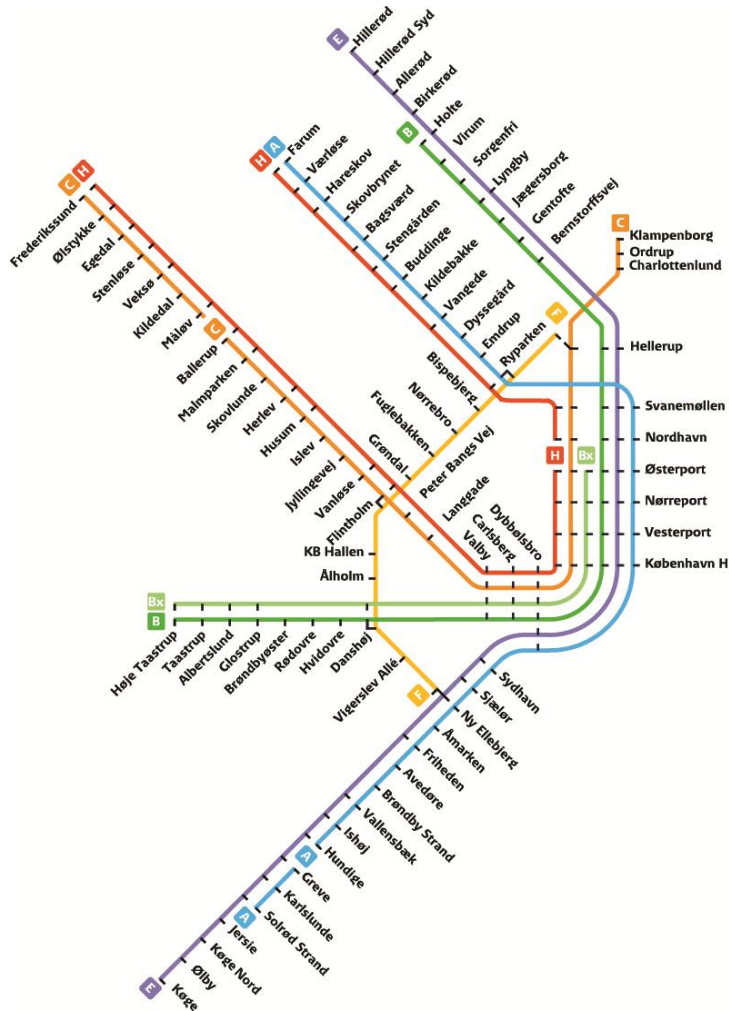 E
Hillerød
Hillerød Syd
Allerød
Birkerød
Holte
B
Virum
Sorgenfri
Lyngby
Jægersborg
Gentofte
Bernstorffsvej
H
A
Farum
Værløse
Hareskov
Skovbrynet
Bagsværd
Stengården
Buddinge
Kildebakke
Vangede
Dyssegård
Emdrup
Ryparken
F
C
Klampenborg
Ordrup
Charlottenlund
Hellerup
Svanemøllen
Nordhavn
Østerport
Nørreport
Vesterport
København H
C
H
Frederikssund
Ølstykke
Egedal
Stenløse
Veksø
Kildedal
Måløv
C
Ballerup
Malmparken
Skovlunde
Herlev
Husum
Islev
Jyllingevej
Vanløse
Flintholm
Bispebjerg
Nørrebro
Fuglebakken
Grøndal
Peter Bangs Vej
Langgade
Valby
Carlsberg
Dybbølsbro
H
Bx
KB Hallen
Ålholm
Bx
B
Høje Taastrup
Taastrup
Albertslund
Glostrup
Brøndbyøster
Rødovre
Hvidovre
Danshøj
Vigerslev Allé
F
Sydhavn
Sjælør
Ny Ellebjerg
Åmarken
Friheden
Avedøre
Brøndby Strand
Vallensbæk
Ishøj
Hundige
A
Greve
Karlslunde
Solrød Strand
A
Jersie
Køge Nord
Ølby
Køge
E